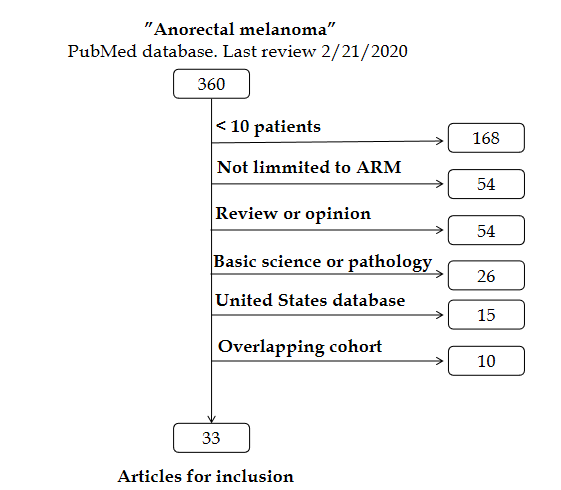 ”Anorectal melanoma”
PubMed database. Last review 2/21/2020
360
< 10 patients
168
Not limmited to ARM
54
Review or opinion
54
Basic science or pathology
26
United States database
15
Overlapping cohort
10
33
Articles for inclusion